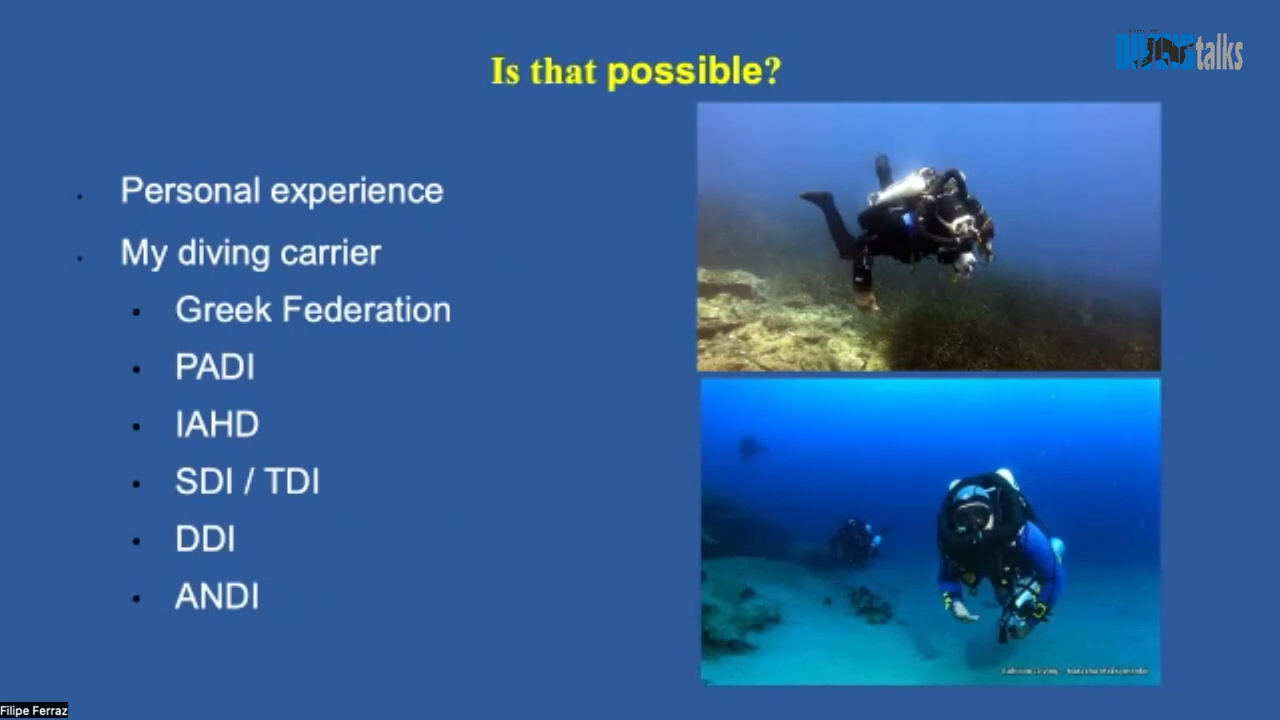 Is that possible?
talks
Personal experience
My diving carrier
Greek Federation
PADI
IAHD
SDI / TDI
DDI
ANDI
Filipe Ferraz